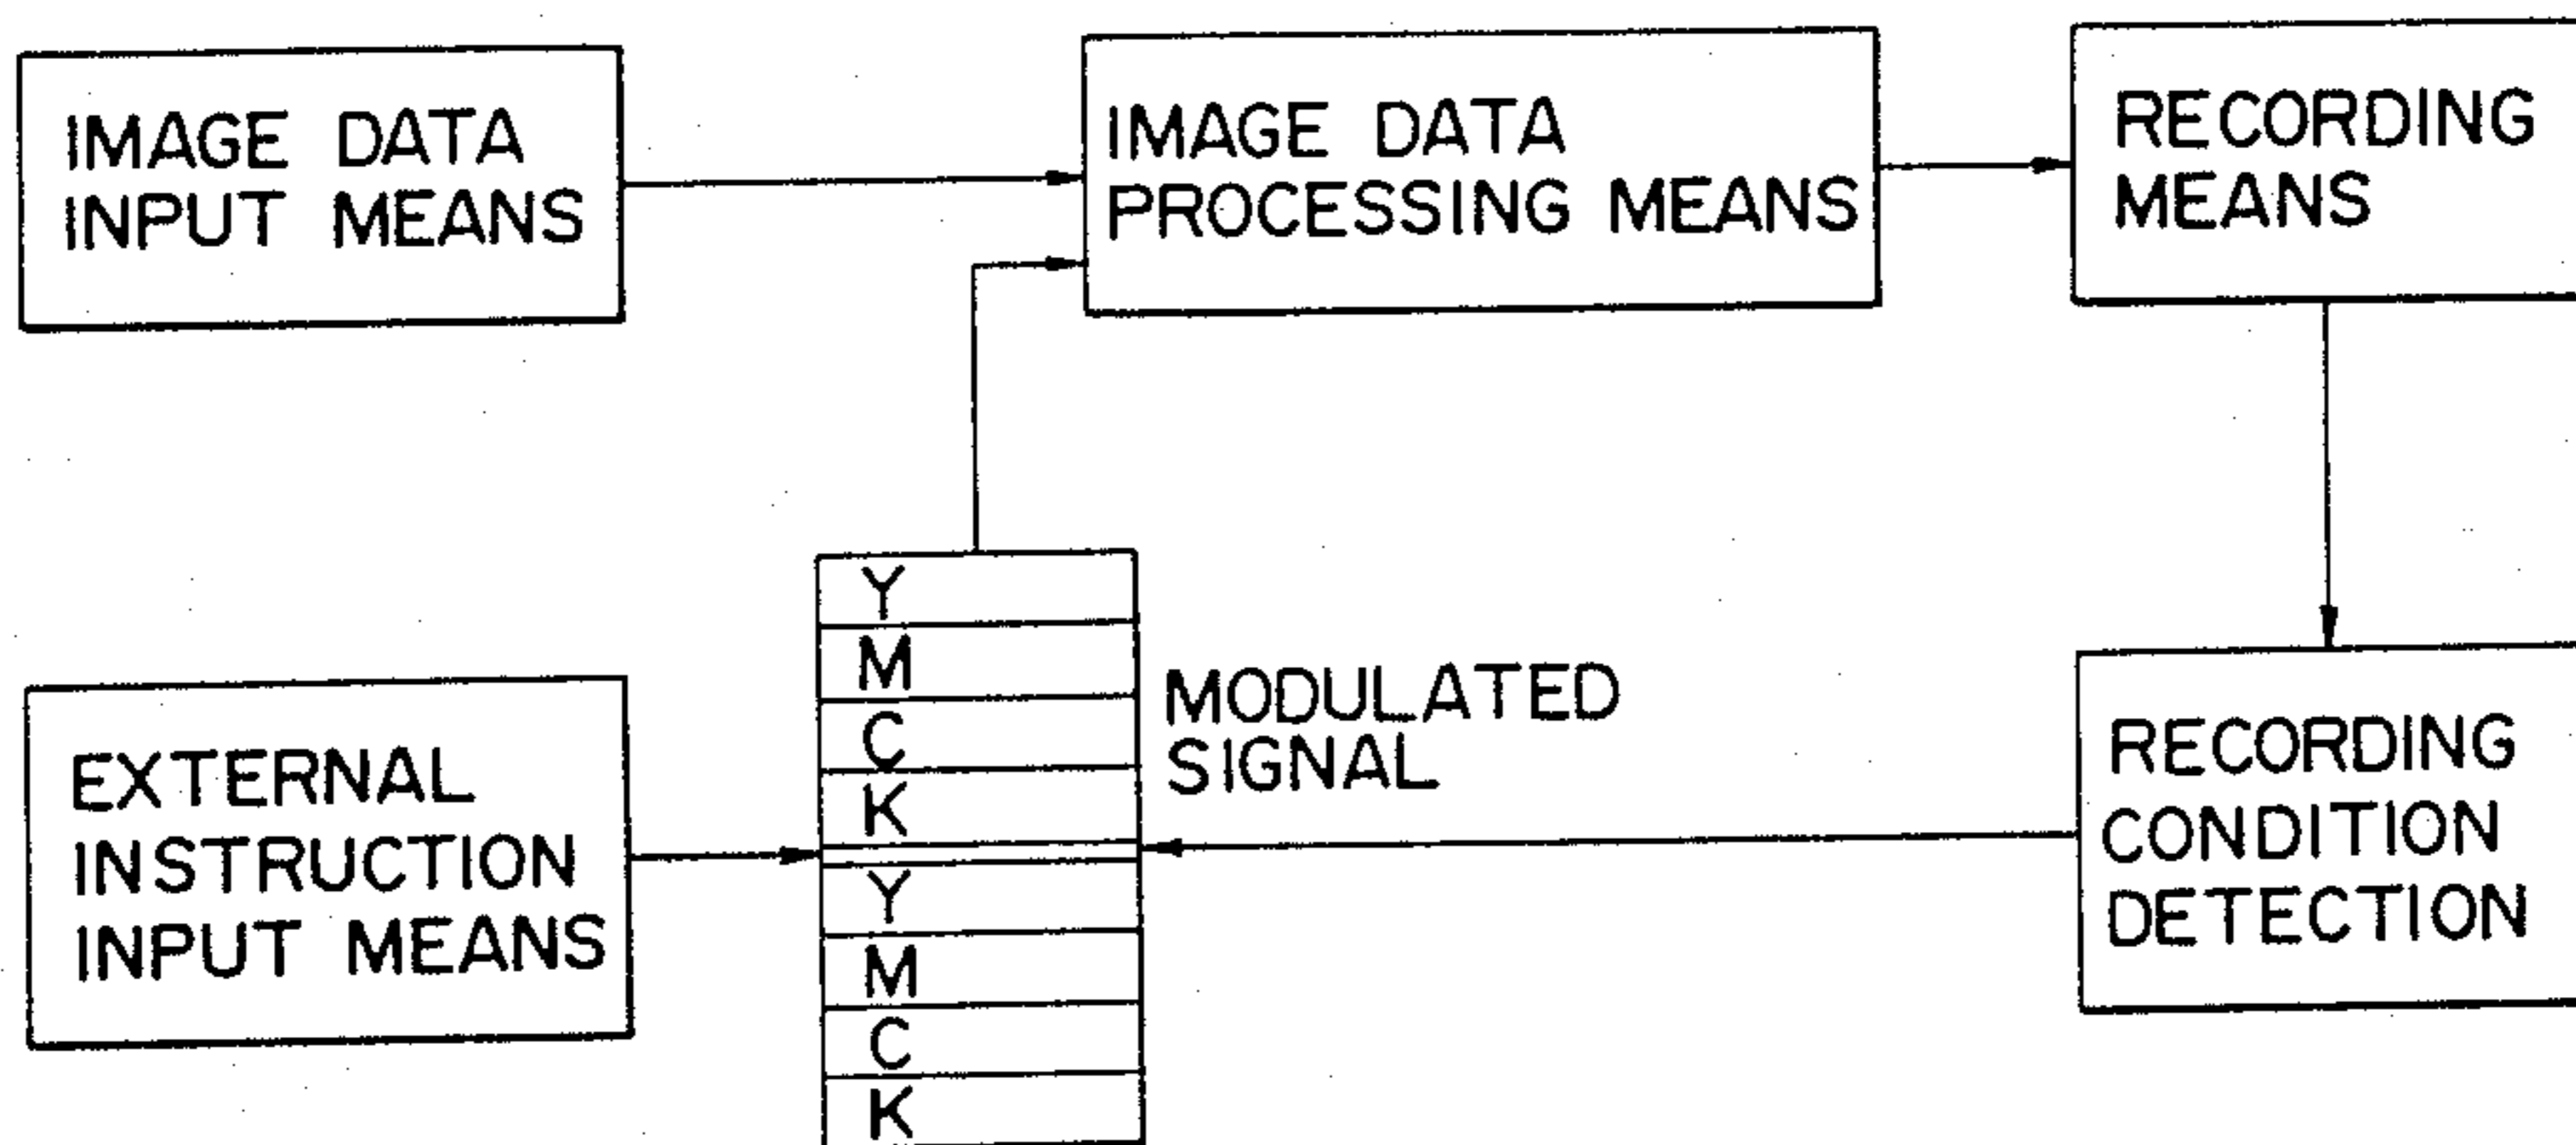 IMAGE DATA
INPUT MEANS
IMAGE DATA
PROCESSING MEANS
RECORDING
MEANS
Y
M
C
K
Y
M
C
K
MODULATED
SIGNAL
EXTERNAL
INSTRUCTION
INPUT MEANS
RECORDING
CONDITION
DETECTION